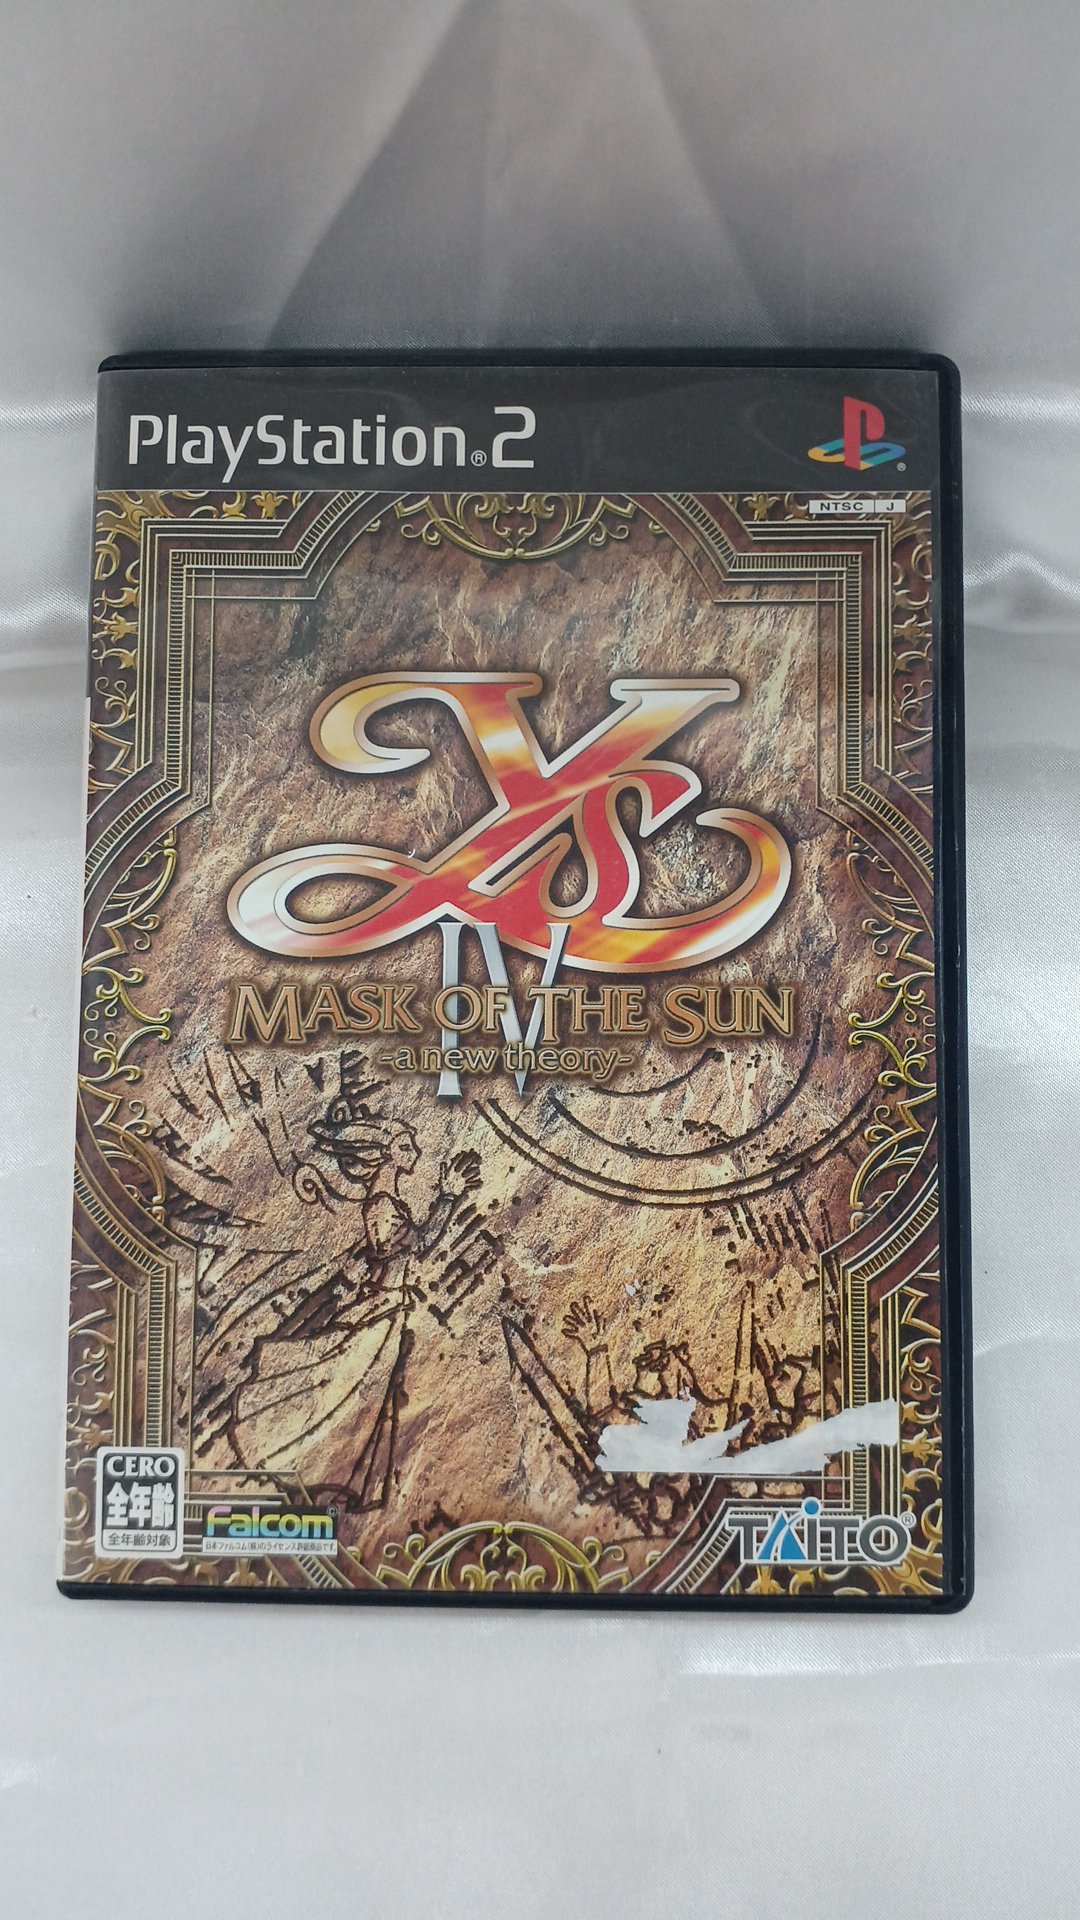 PlayStation®2
NTSC J
Ys
IV
MASK OF THE SUN
-a new theory-
CERO
全年齢
全年齢対象
Falcom©
日本ファルコム(株)のライセンス許諾商品です。
TAiTO®